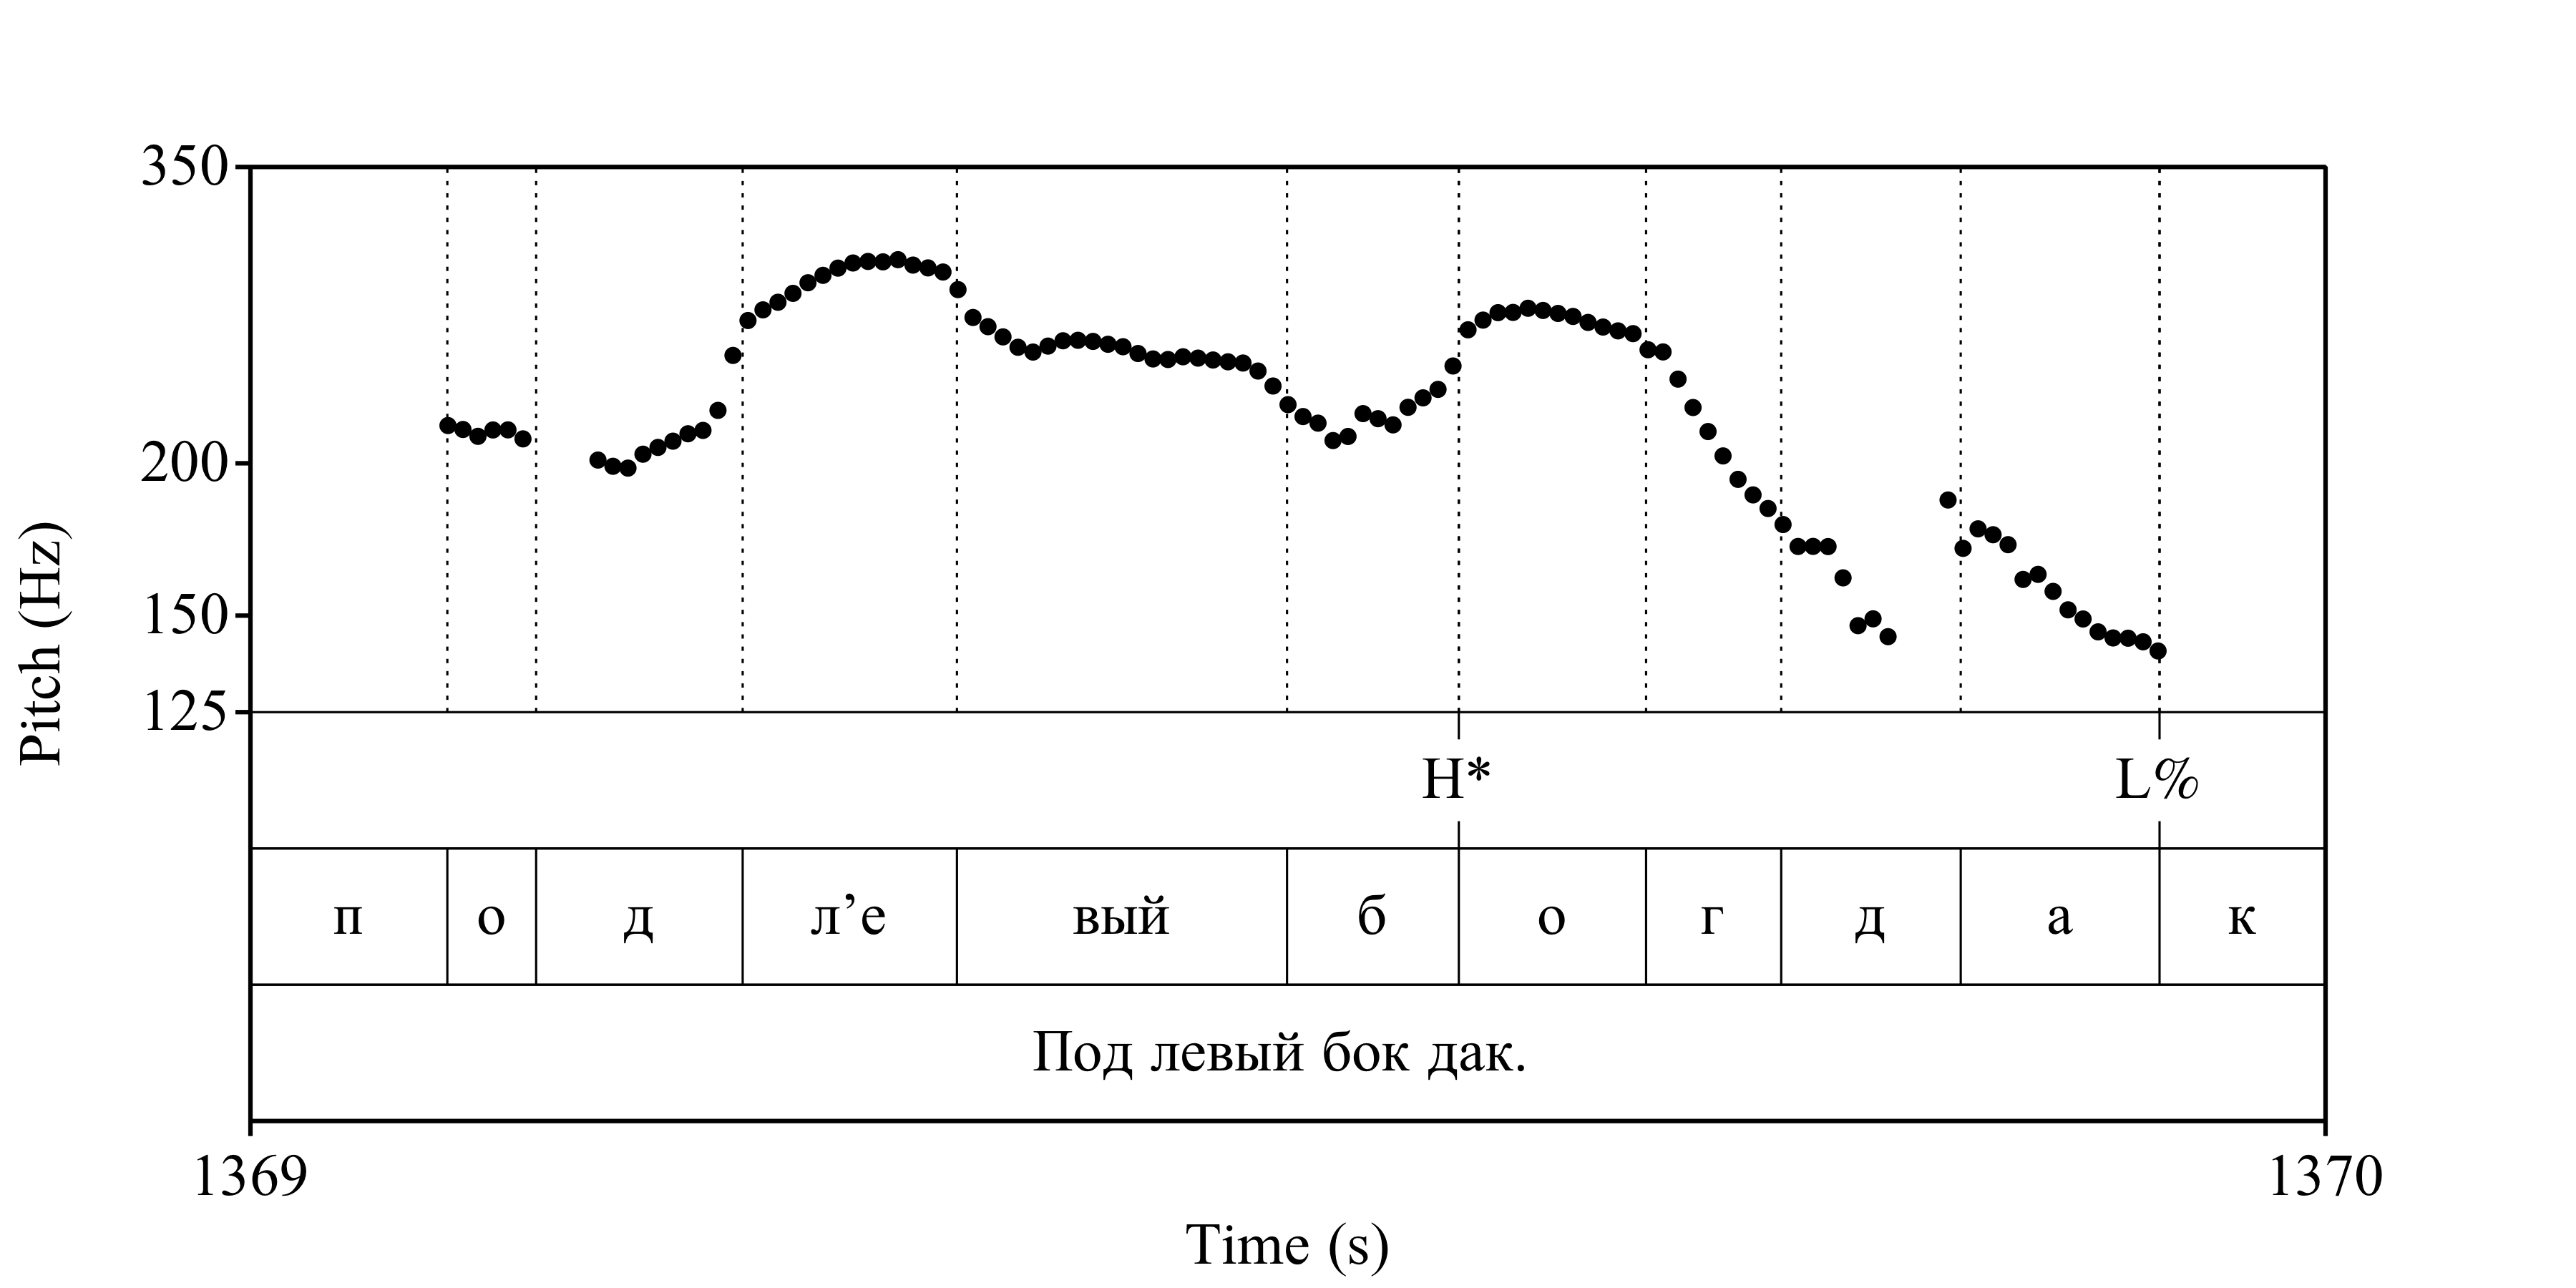 350
200
150
125
Pitch (Hz)
H* L%
п о д л’е вый б о г д а к
Под левый бок дак.
1369 1370
Time (s)